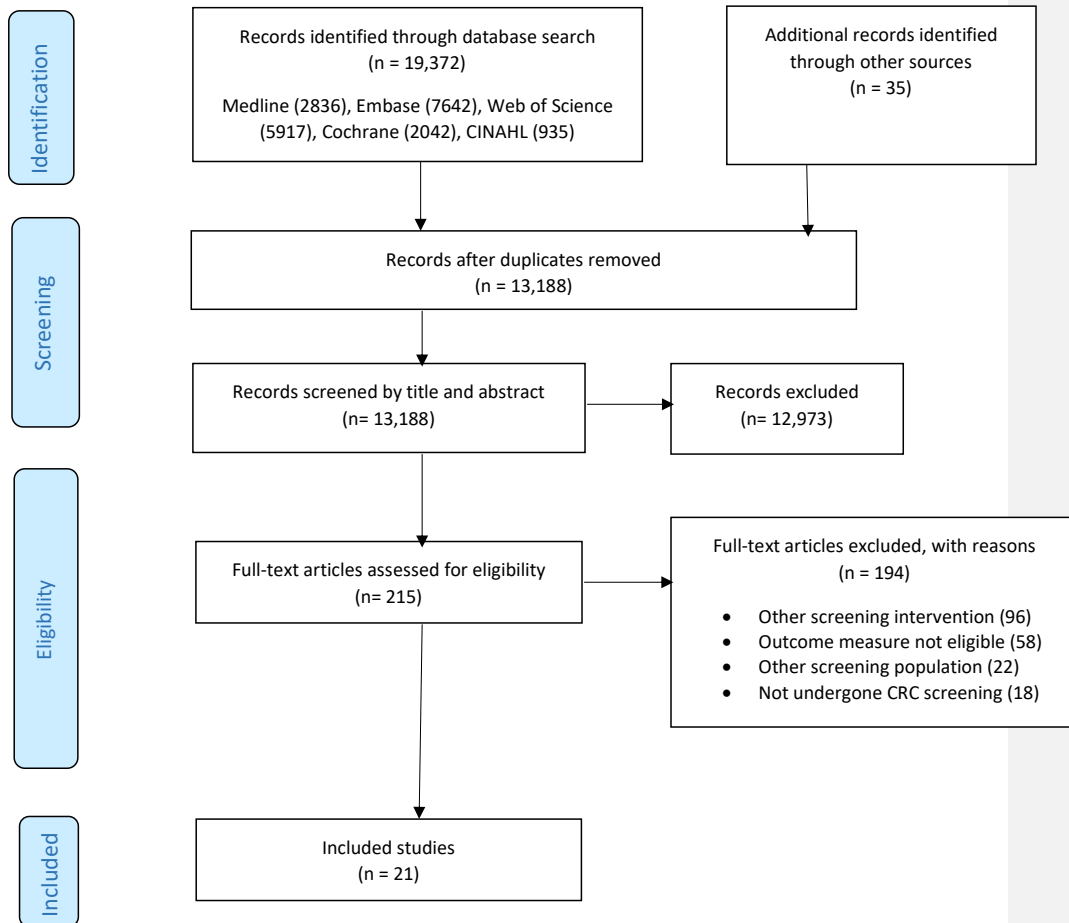 Identification
Records identified through database search
(n = 19,372)
Medline (2836), Embase (7642), Web of Science
(5917), Cochrane (2042), CINAHL (935)
Additional records identified
through other sources
(n = 35)
Screening
Records after duplicates removed
(n = 13,188)
Records screened by title and abstract
(n= 13,188)
Records excluded
(n= 12,973)
Eligibility
Full-text articles assessed for eligibility
(n= 215)
Full-text articles excluded, with reasons
(n = 194)
• Other screening intervention (96)
• Outcome measure not eligible (58)
• Other screening population (22)
• Not undergone CRC screening (18)
Included
Included studies
(n = 21)